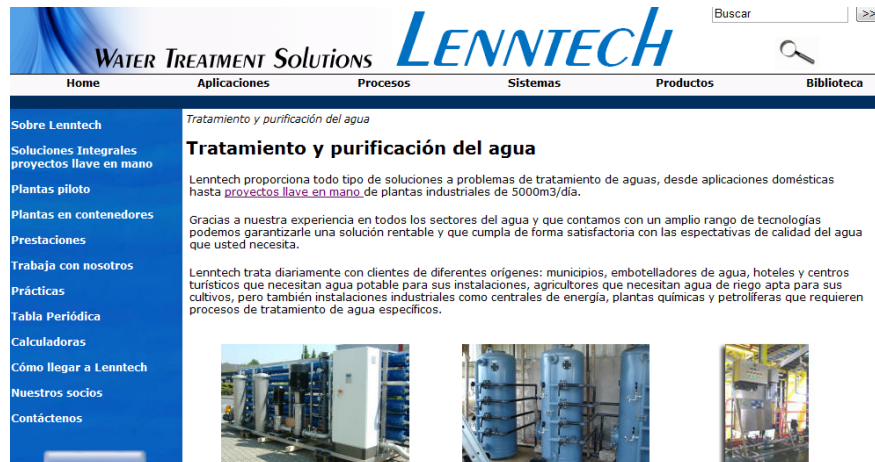 Buscar
>>
WATER TREATMENT SOLUTIONS LENNTECH
Home Aplicaciones Procesos Sistemas Productos Biblioteca
Sobre Lenntech
Soluciones Integrales
proyectos llave en mano
Plantas piloto
Plantas en contenedores
Prestaciones
Trabaja con nosotros
Prácticas
Tabla Periódica
Calculadoras
Cómo llegar a Lenntech
Nuestros socios
Contáctenos
Tratamiento y purificación del agua
Tratamiento y purificación del agua
Lenntech proporciona todo tipo de soluciones a problemas de tratamiento de aguas, desde aplicaciones domésticas
hasta proyectos llave en mano de plantas industriales de 5000m3/día.
Gracias a nuestra experiencia en todos los sectores del agua y que contamos con un amplio rango de tecnologías
podemos garantizarle una solución rentable y que cumpla de forma satisfactoria con las espectativas de calidad del agua
que usted necesita.
Lenntech trata diariamente con clientes de diferentes orígenes: municipios, embotelladores de agua, hoteles y centros
turísticos que necesitan agua potable para sus instalaciones, agricultores que necesitan agua de riego apta para sus
cultivos, pero también instalaciones industriales como centrales de energía, plantas químicas y petrolíferas que requieren
procesos de tratamiento de agua específicos.